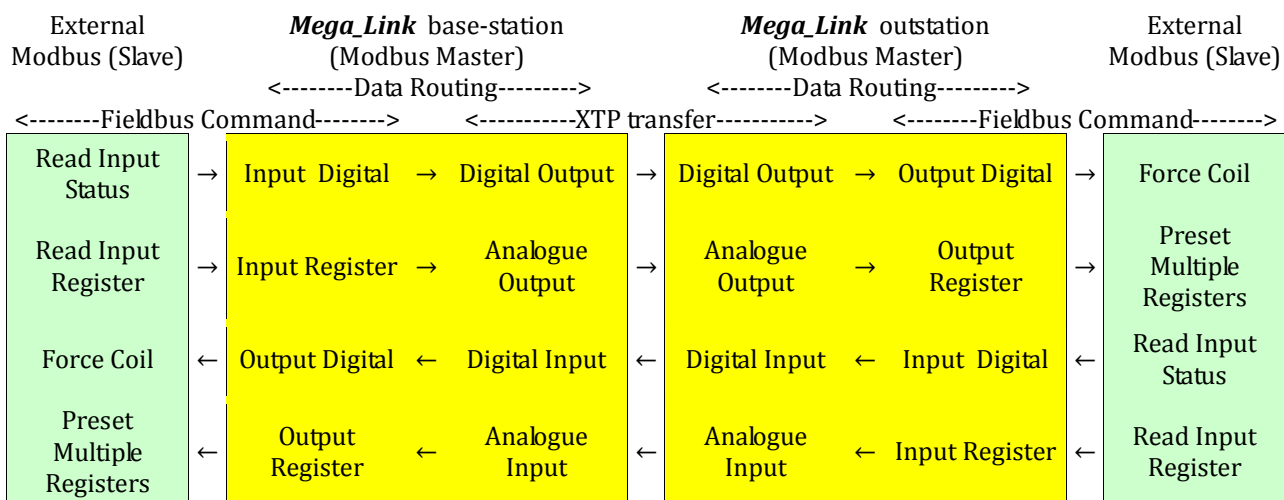 External Modbus (Slave)
Mega_Link base-station (Modbus Master)
Mega_Link outstation (Modbus Master)
External Modbus (Slave)
<--------Data Routing---------> <--------Data Routing--------->
<--------Fieldbus Command--------> <-----------XTP transfer-----------> <--------Fieldbus Command-------->
Read Input Status → Input Digital → Digital Output → Digital Output → Output Digital → Force Coil
Read Input Register → Input Register → Analogue Output → Analogue Output → Output Register → Preset Multiple Registers
Force Coil ← Output Digital ← Digital Input ← Digital Input ← Input Digital ← Read Input Status
Preset Multiple Registers ← Output Register ← Analogue Input ← Analogue Input ← Input Register ← Read Input Register